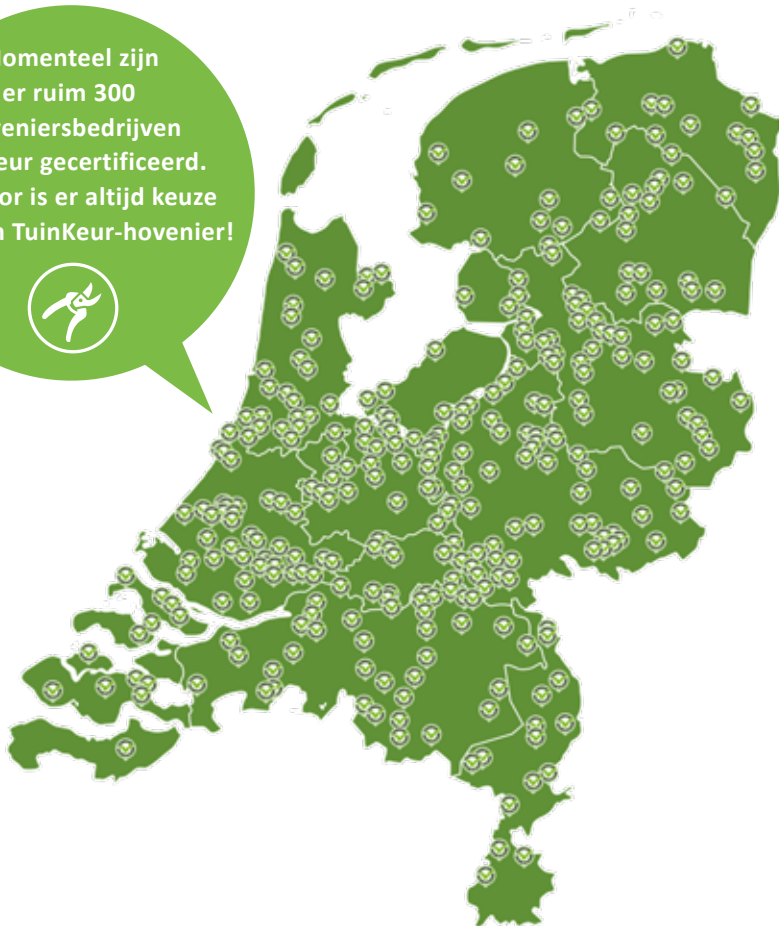 omenteel zijn
er ruim 300
eniersbedrijven
eur gecertificeerd.
or is er altijd keuze
n TuinKeur-hovenier!